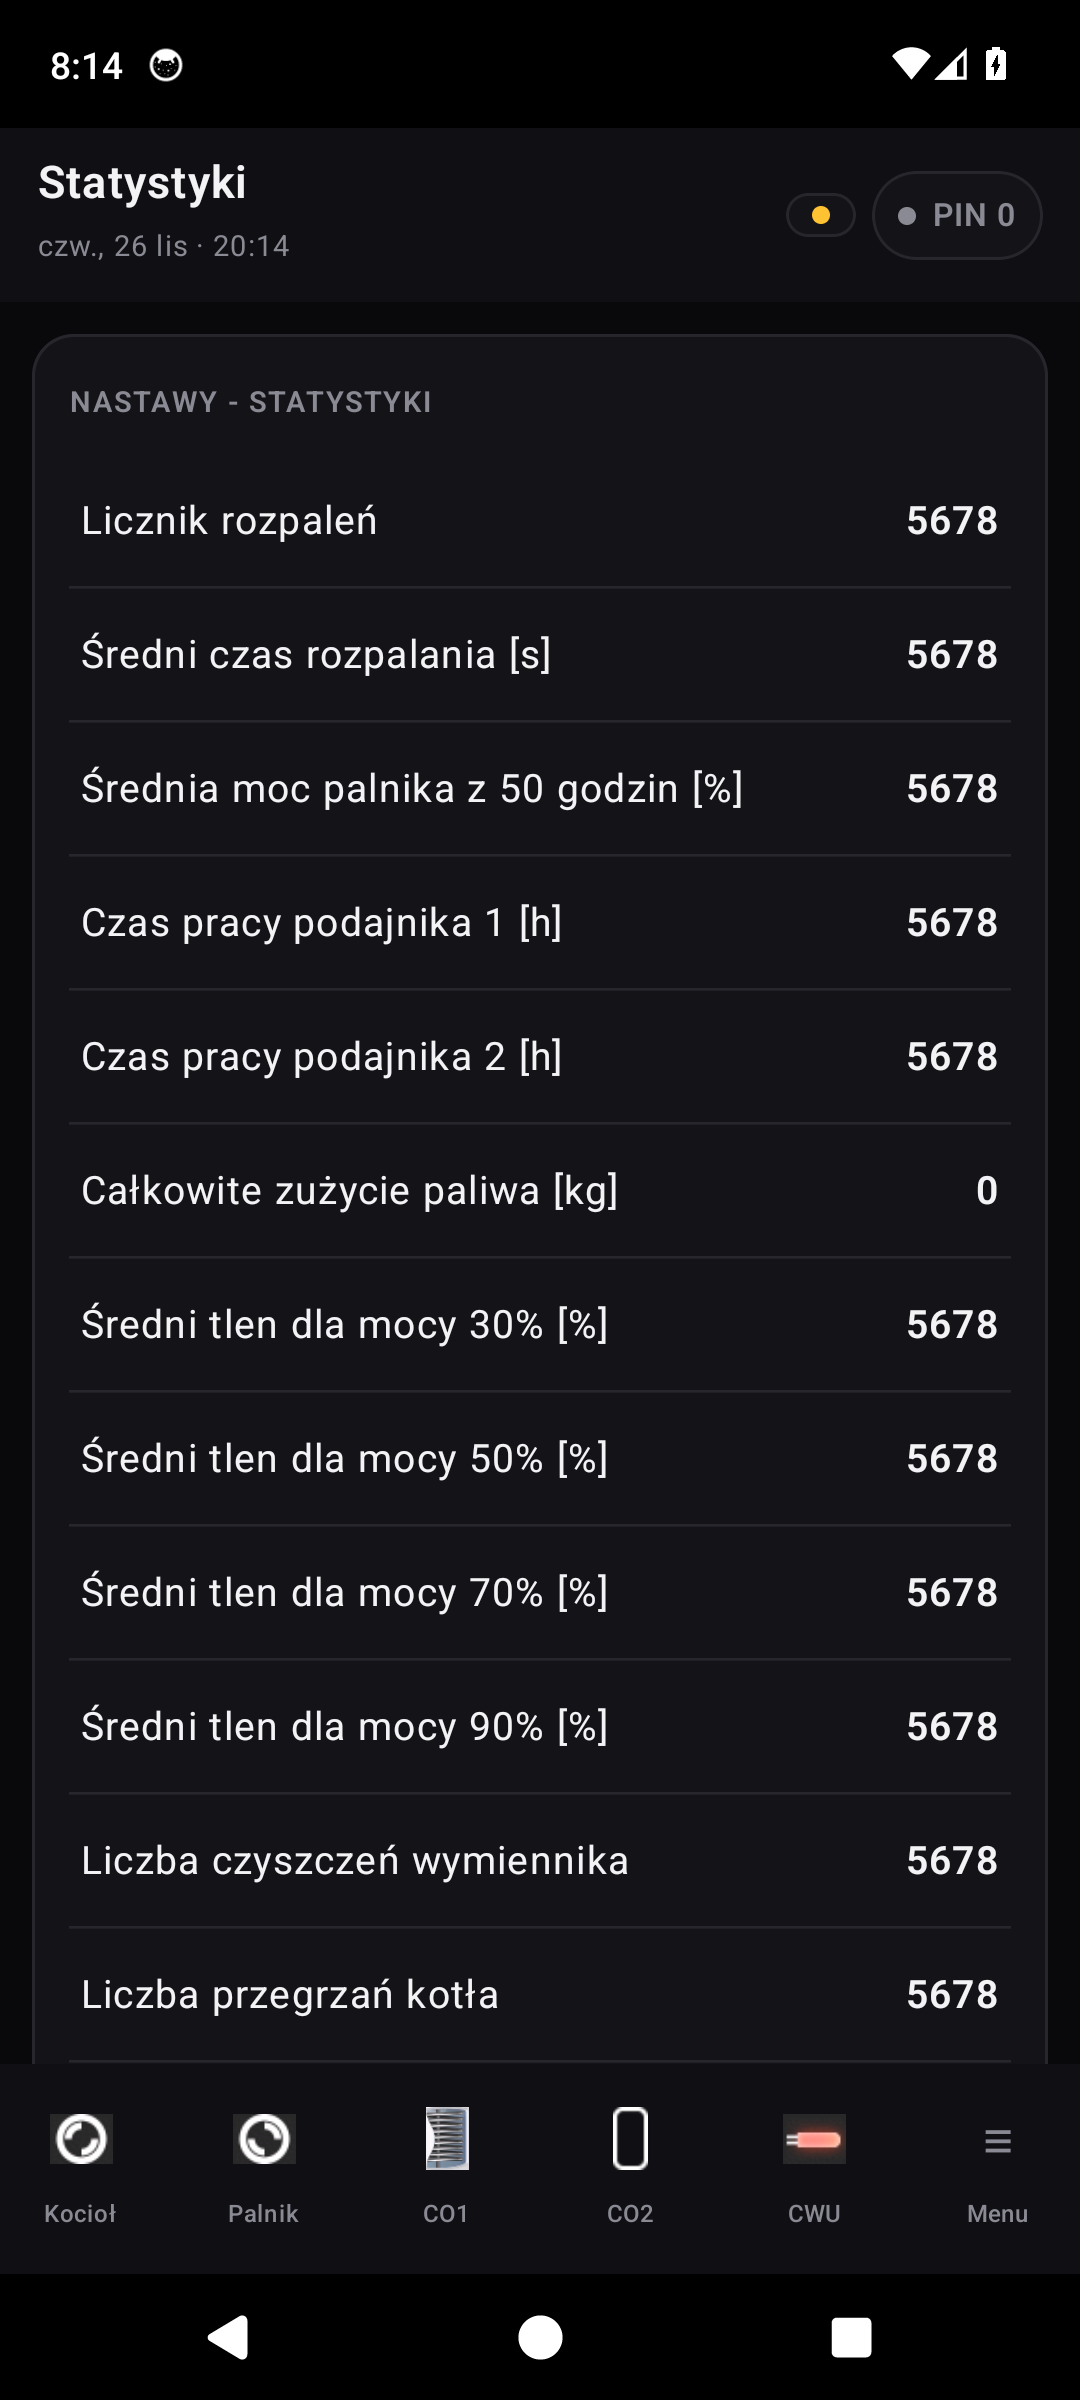 8:14
Statystyki
czw., 26 lis · 20:14
PIN 0
NASTAWY - STATYSTYKI
Licznik rozpaleń 5678
Średni czas rozpalania [s] 5678
Średnia moc palnika z 50 godzin [%] 5678
Czas pracy podajnika 1 [h] 5678
Czas pracy podajnika 2 [h] 5678
Całkowite zużycie paliwa [kg] 0
Średni tlen dla mocy 30% [%] 5678
Średni tlen dla mocy 50% [%] 5678
Średni tlen dla mocy 70% [%] 5678
Średni tlen dla mocy 90% [%] 5678
Liczba czyszczeń wymiennika 5678
Liczba przegrzań kotła 5678
Kocioł Palnik CO1 CO2 CWU Menu